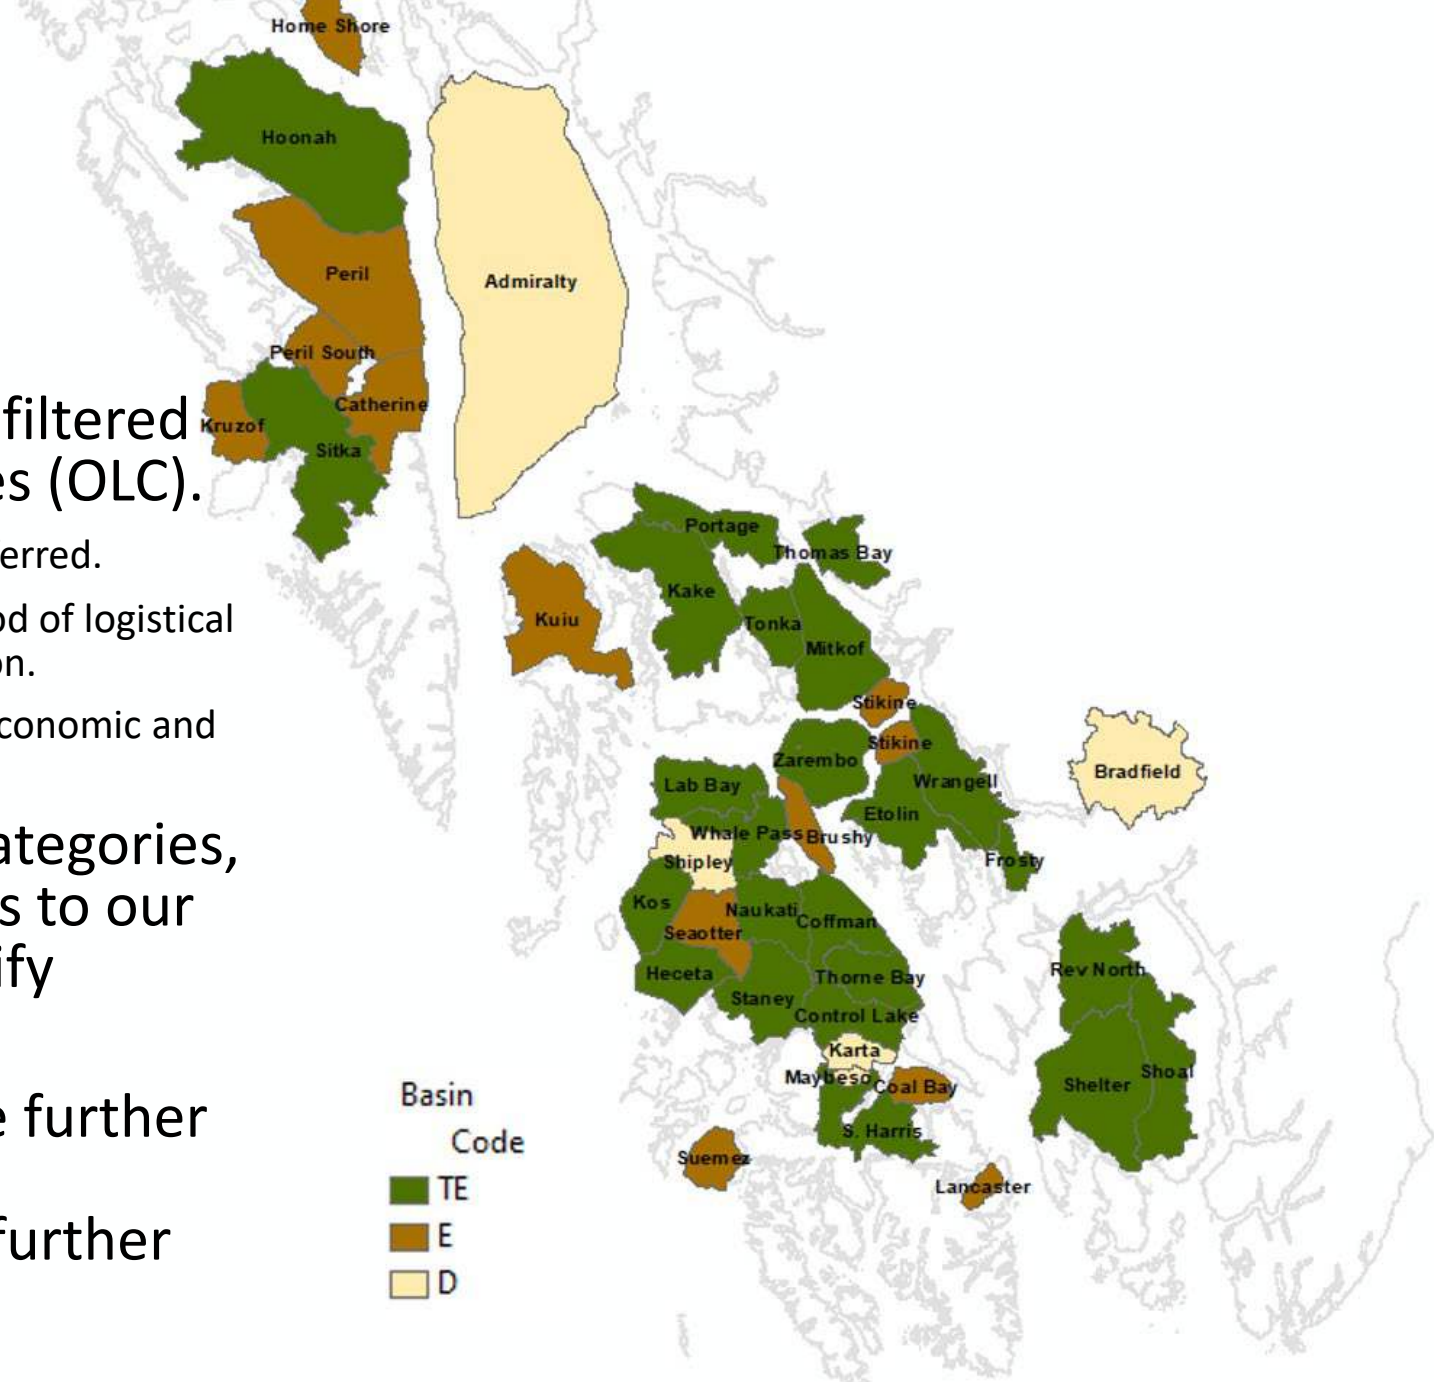 filtered
es (OLC).
erred.
od of logistical
on.
conomic and
ategories,
s to our
ify
e further
further
Home Shore
Hoonah
Peril
Admiralty
Peril South
Catherine
Kruzof
Sitka
Portage
Thomas Bay
Kake
Kuiu
Tonka
Mitkof
Stikine
Stikine
Zarembo
Bradfield
Lab Bay
Wrangell
Etolin
Whale Pass
Brushy
Shipley
Frosty
Kos
Naukati
Coffman
Seaotter
Rev North
Heceta
Thorne Bay
Staney
Control Lake
Karta
Maybeso
Coal Bay
Shelter
Shoal
S. Harris
Suemez
Lancaster
Basin
Code
TE
E
D